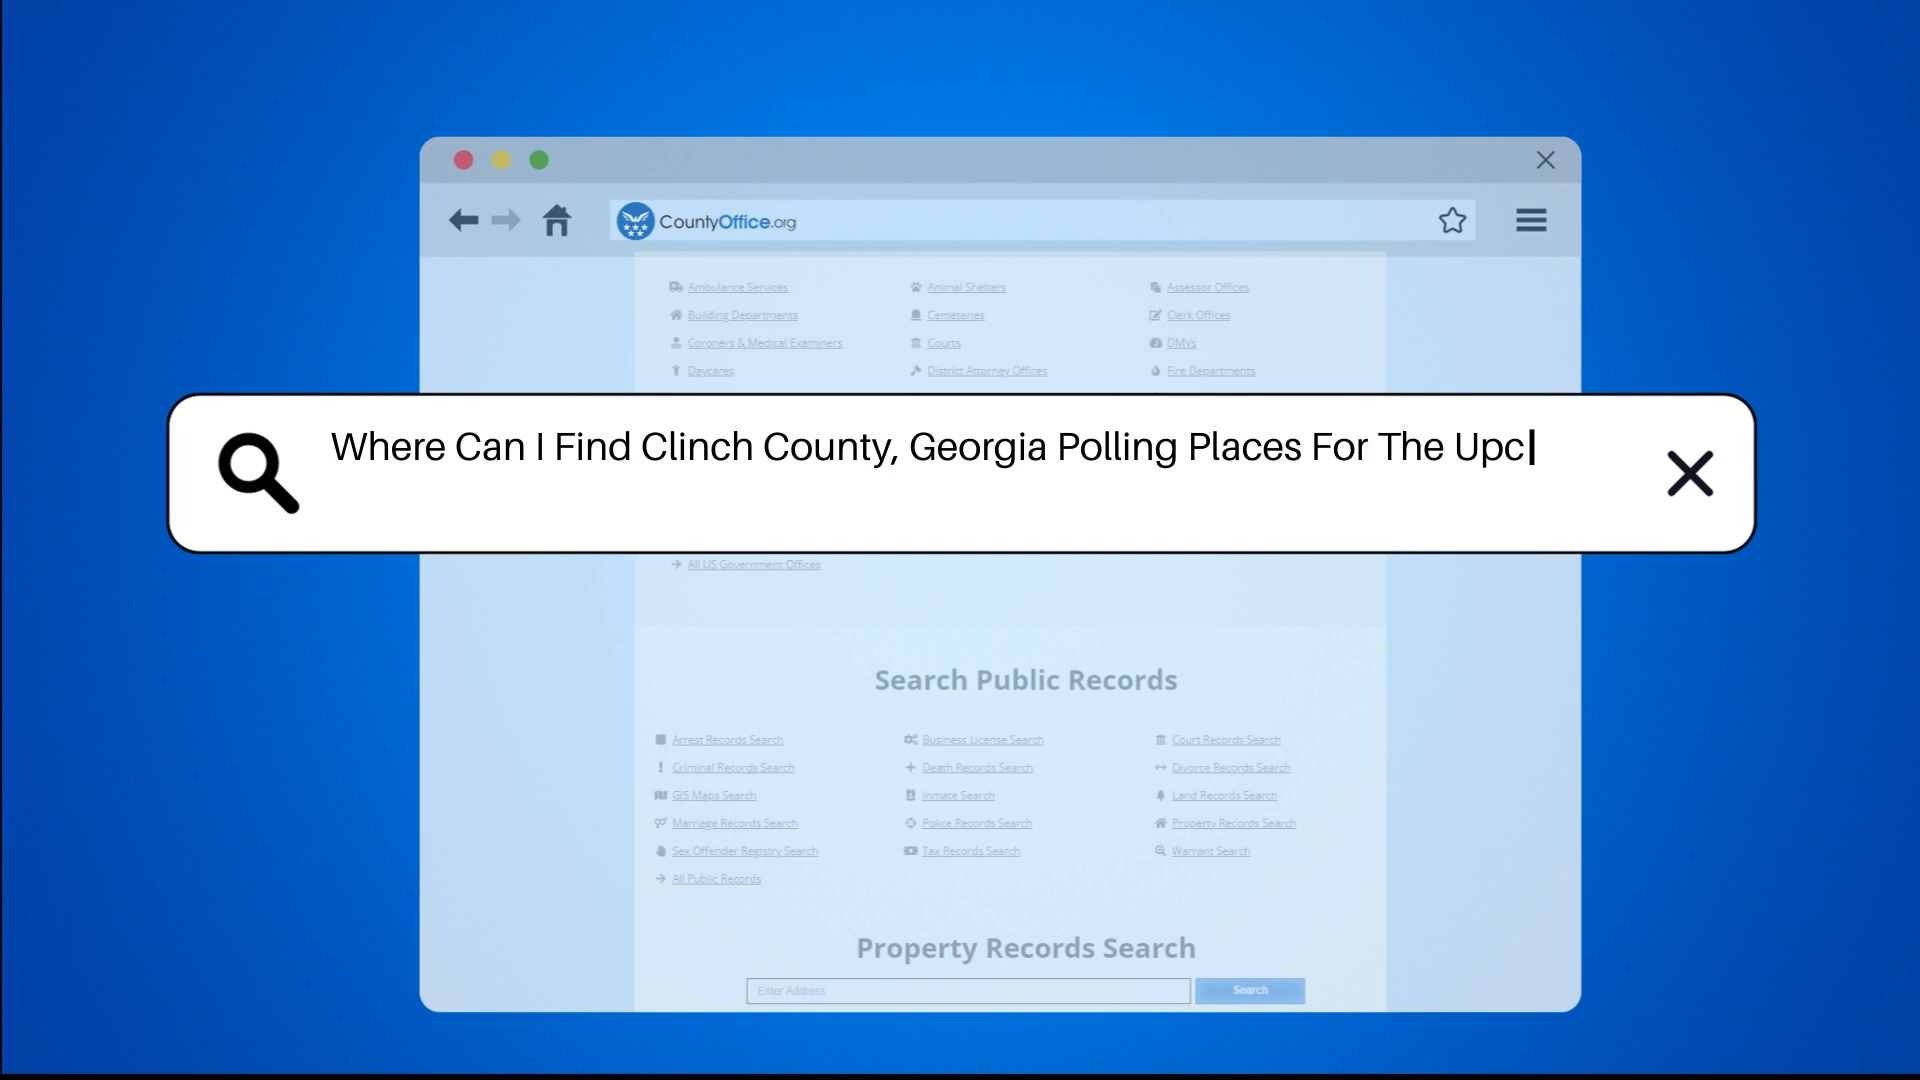 CountyOffice.org
Ambulance Services Animal Shelters Assessor Offices
Building Departments Cemeteries Clerk Offices
Coroners & Medical Examiners Courts DMVs
Daycares District Attorney Offices Fire Departments
Where Can I Find Clinch County, Georgia Polling Places For The Upc
All US Government Offices
Search Public Records
Arrest Records Search Business License Search Court Records Search
Criminal Records Search Death Records Search Divorce Records Search
GIS Maps Search Inmate Search Land Records Search
Marriage Records Search Police Records Search Property Records Search
Sex Offender Registry Search Tax Records Search Warrant Search
All Public Records
Property Records Search
Enter Address Search